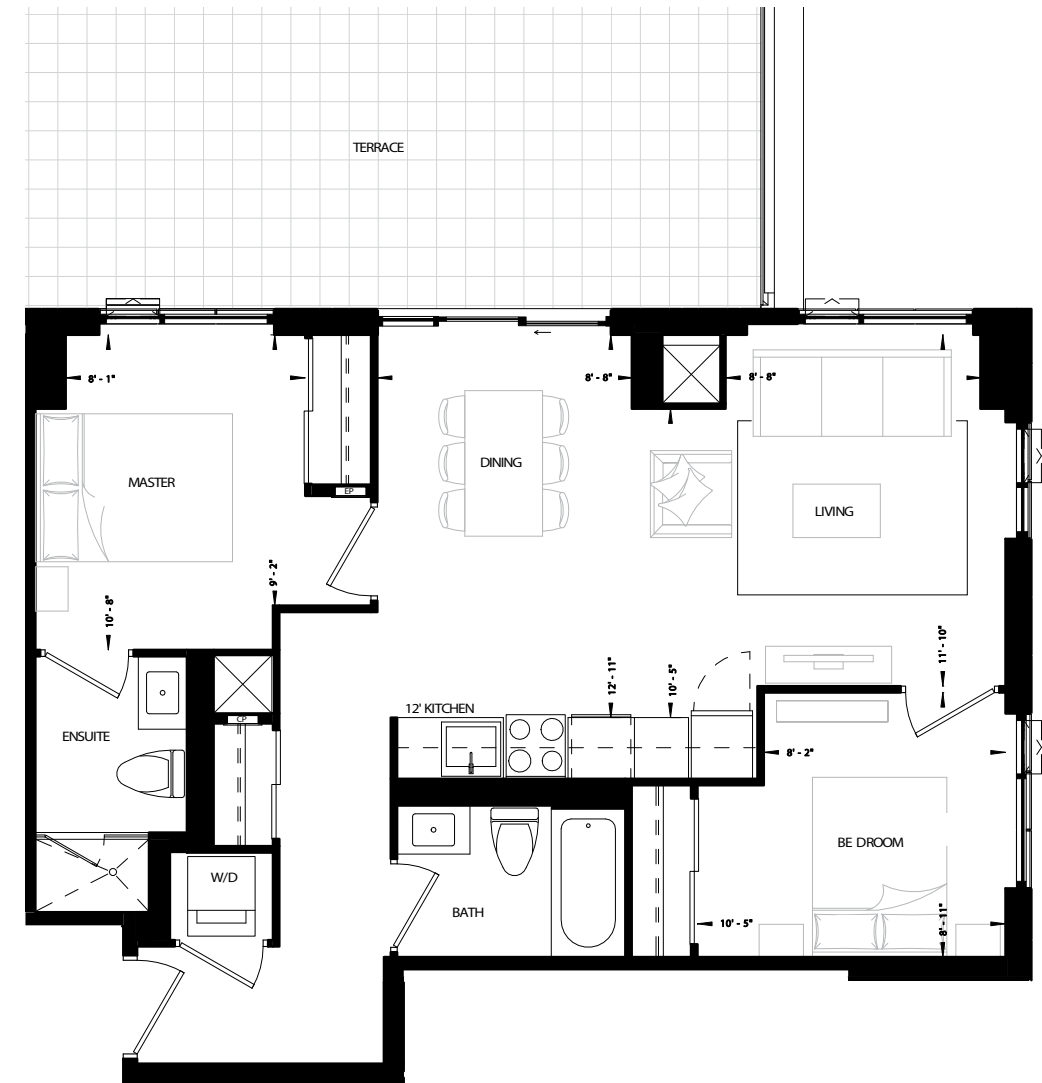 TERRACE
8' - 1"
8' - 8"
8' - 8"
DINING
MASTER
EP
LIVING
9' - 2"
10' - 8"
11' - 10"
12' - 11"
10' - 5"
12' KITCHEN
CP
ENSUITE
8' - 2"
BE DROOM
W/D
BATH
10' - 5"
8' - 11"